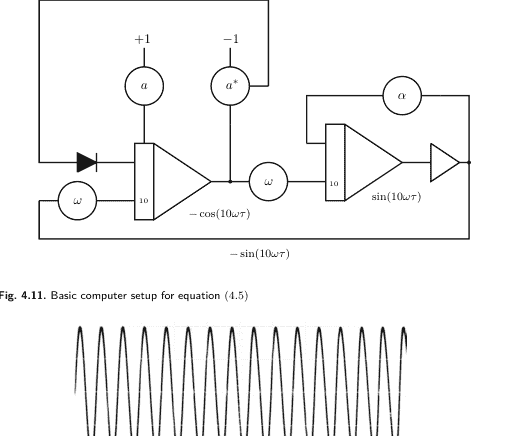 +1
−1
a
a*
α
ω
10
ω
10
− cos(10ωτ)
sin(10ωτ)
− sin(10ωτ)
Fig. 4.11. Basic computer setup for equation (4.5)